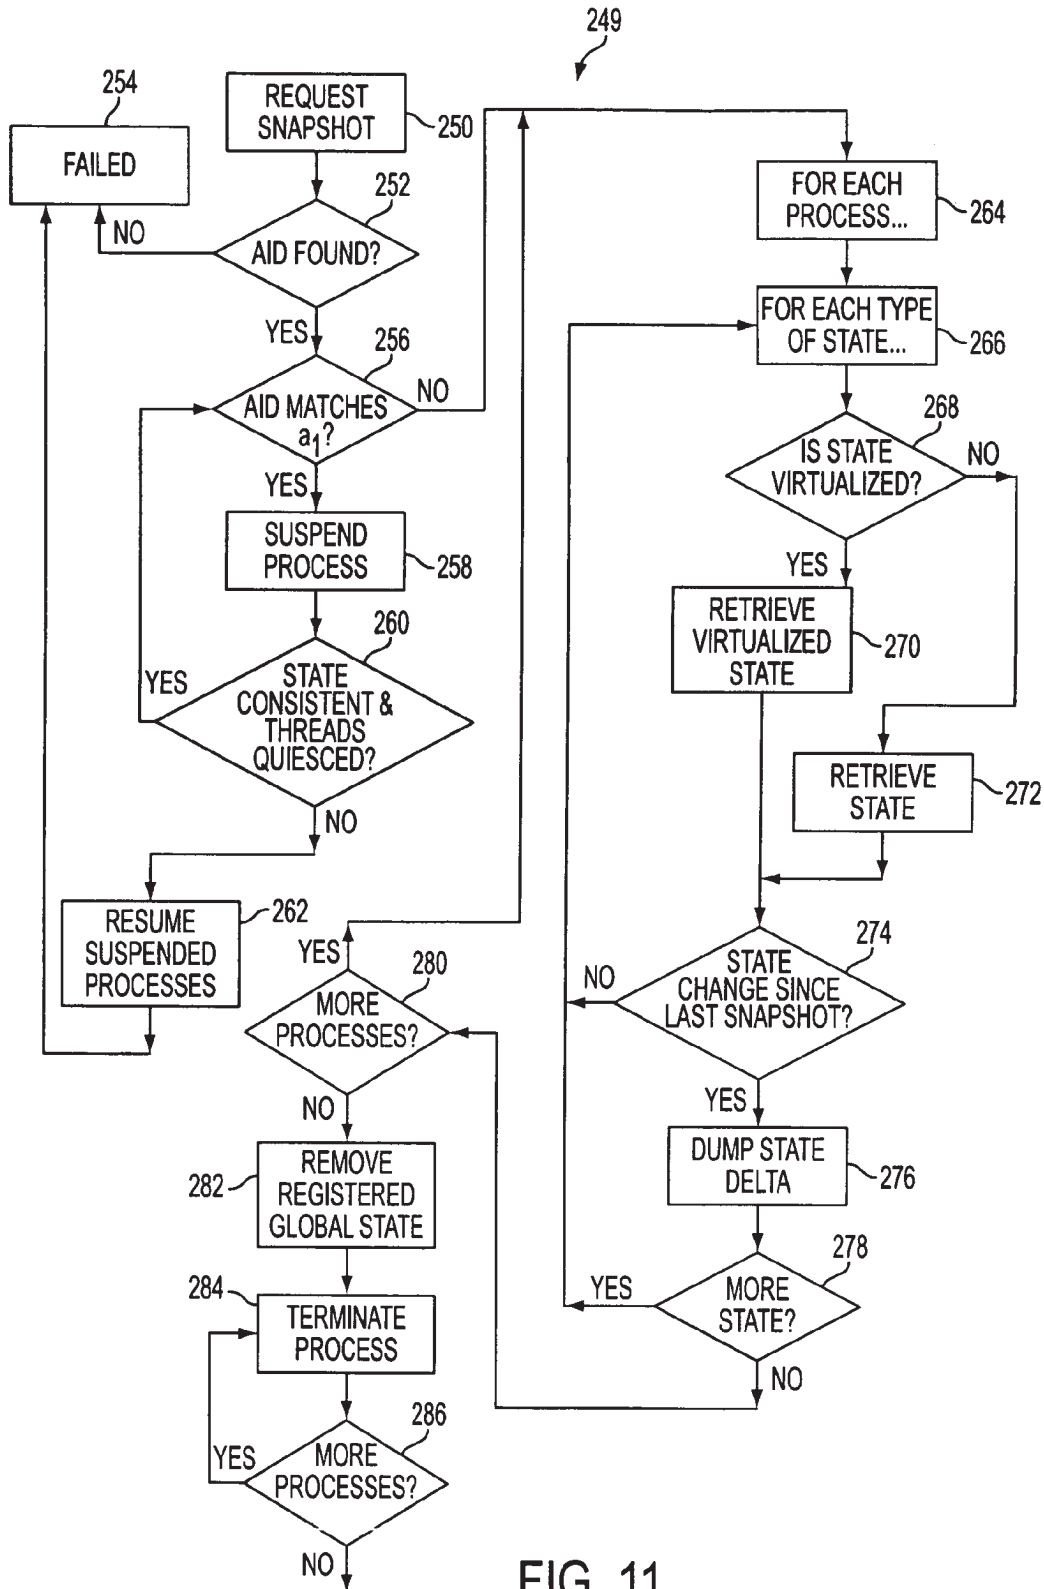 249
254
REQUEST
SNAPSHOT
250
FAILED
252
NO
AID FOUND?
YES
256
AID MATCHES
a1?
NO
YES
SUSPEND
PROCESS
258
260
YES
STATE
CONSISTENT &
THREADS
QUIESCED?
NO
RESUME
SUSPENDED
PROCESSES
262
YES
280
MORE
PROCESSES?
NO
282
REMOVE
REGISTERED
GLOBAL STATE
284
TERMINATE
PROCESS
286
YES
MORE
PROCESSES?
NO
FOR EACH
PROCESS...
264
FOR EACH TYPE
OF STATE...
266
268
IS STATE
VIRTUALIZED?
NO
YES
RETRIEVE
VIRTUALIZED
STATE
270
RETRIEVE
STATE
272
274
NO
STATE
CHANGE SINCE
LAST SNAPSHOT?
YES
DUMP STATE
DELTA
276
278
YES
MORE
STATE?
NO
FIG. 11